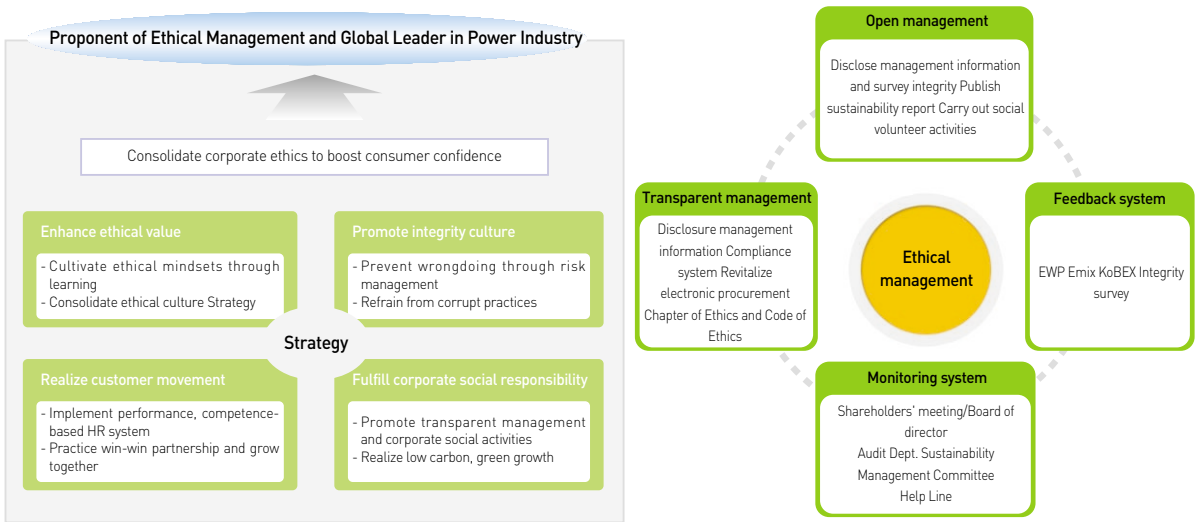 Proponent of Ethical Management and Global Leader in Power Industry
Consolidate corporate ethics to boost consumer confidence
Enhance ethical value
- Cultivate ethical mindsets through
learning
- Consolidate ethical culture Strategy
Promote integrity culture
- Prevent wrongdoing through risk
management
- Refrain from corrupt practices
Strategy
Realize customer movement
- Implement performance, competence-
based HR system
- Practice win-win partnership and grow
together
Fulfill corporate social responsibility
- Promote transparent management
and corporate social activities
- Realize low carbon, green growth
Open management
Disclose management information
and survey integrity Publish
sustainability report Carry out social
volunteer activities
Transparent management
Disclosure management
information Compliance
system Revitalize
electronic procurement
Chapter of Ethics and Code of
Ethics
Ethical
management
Feedback system
EWP Emix KoBEX Integrity
survey
Monitoring system
Shareholders' meeting/Board of
director
Audit Dept. Sustainability
Management Committee
Help Line